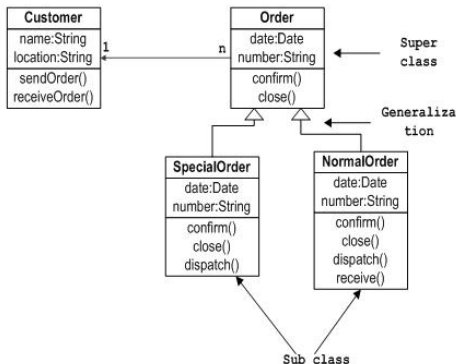 Customer
name:String
location:String
sendOrder()
receiveOrder()
1
n
Order
date:Date
number:String
confirm()
close()
Super
class
Generaliza
tion
SpecialOrder
date:Date
number:String
confirm()
close()
dispatch()
NormalOrder
date:Date
number:String
confirm()
close()
dispatch()
receive()
Sub class